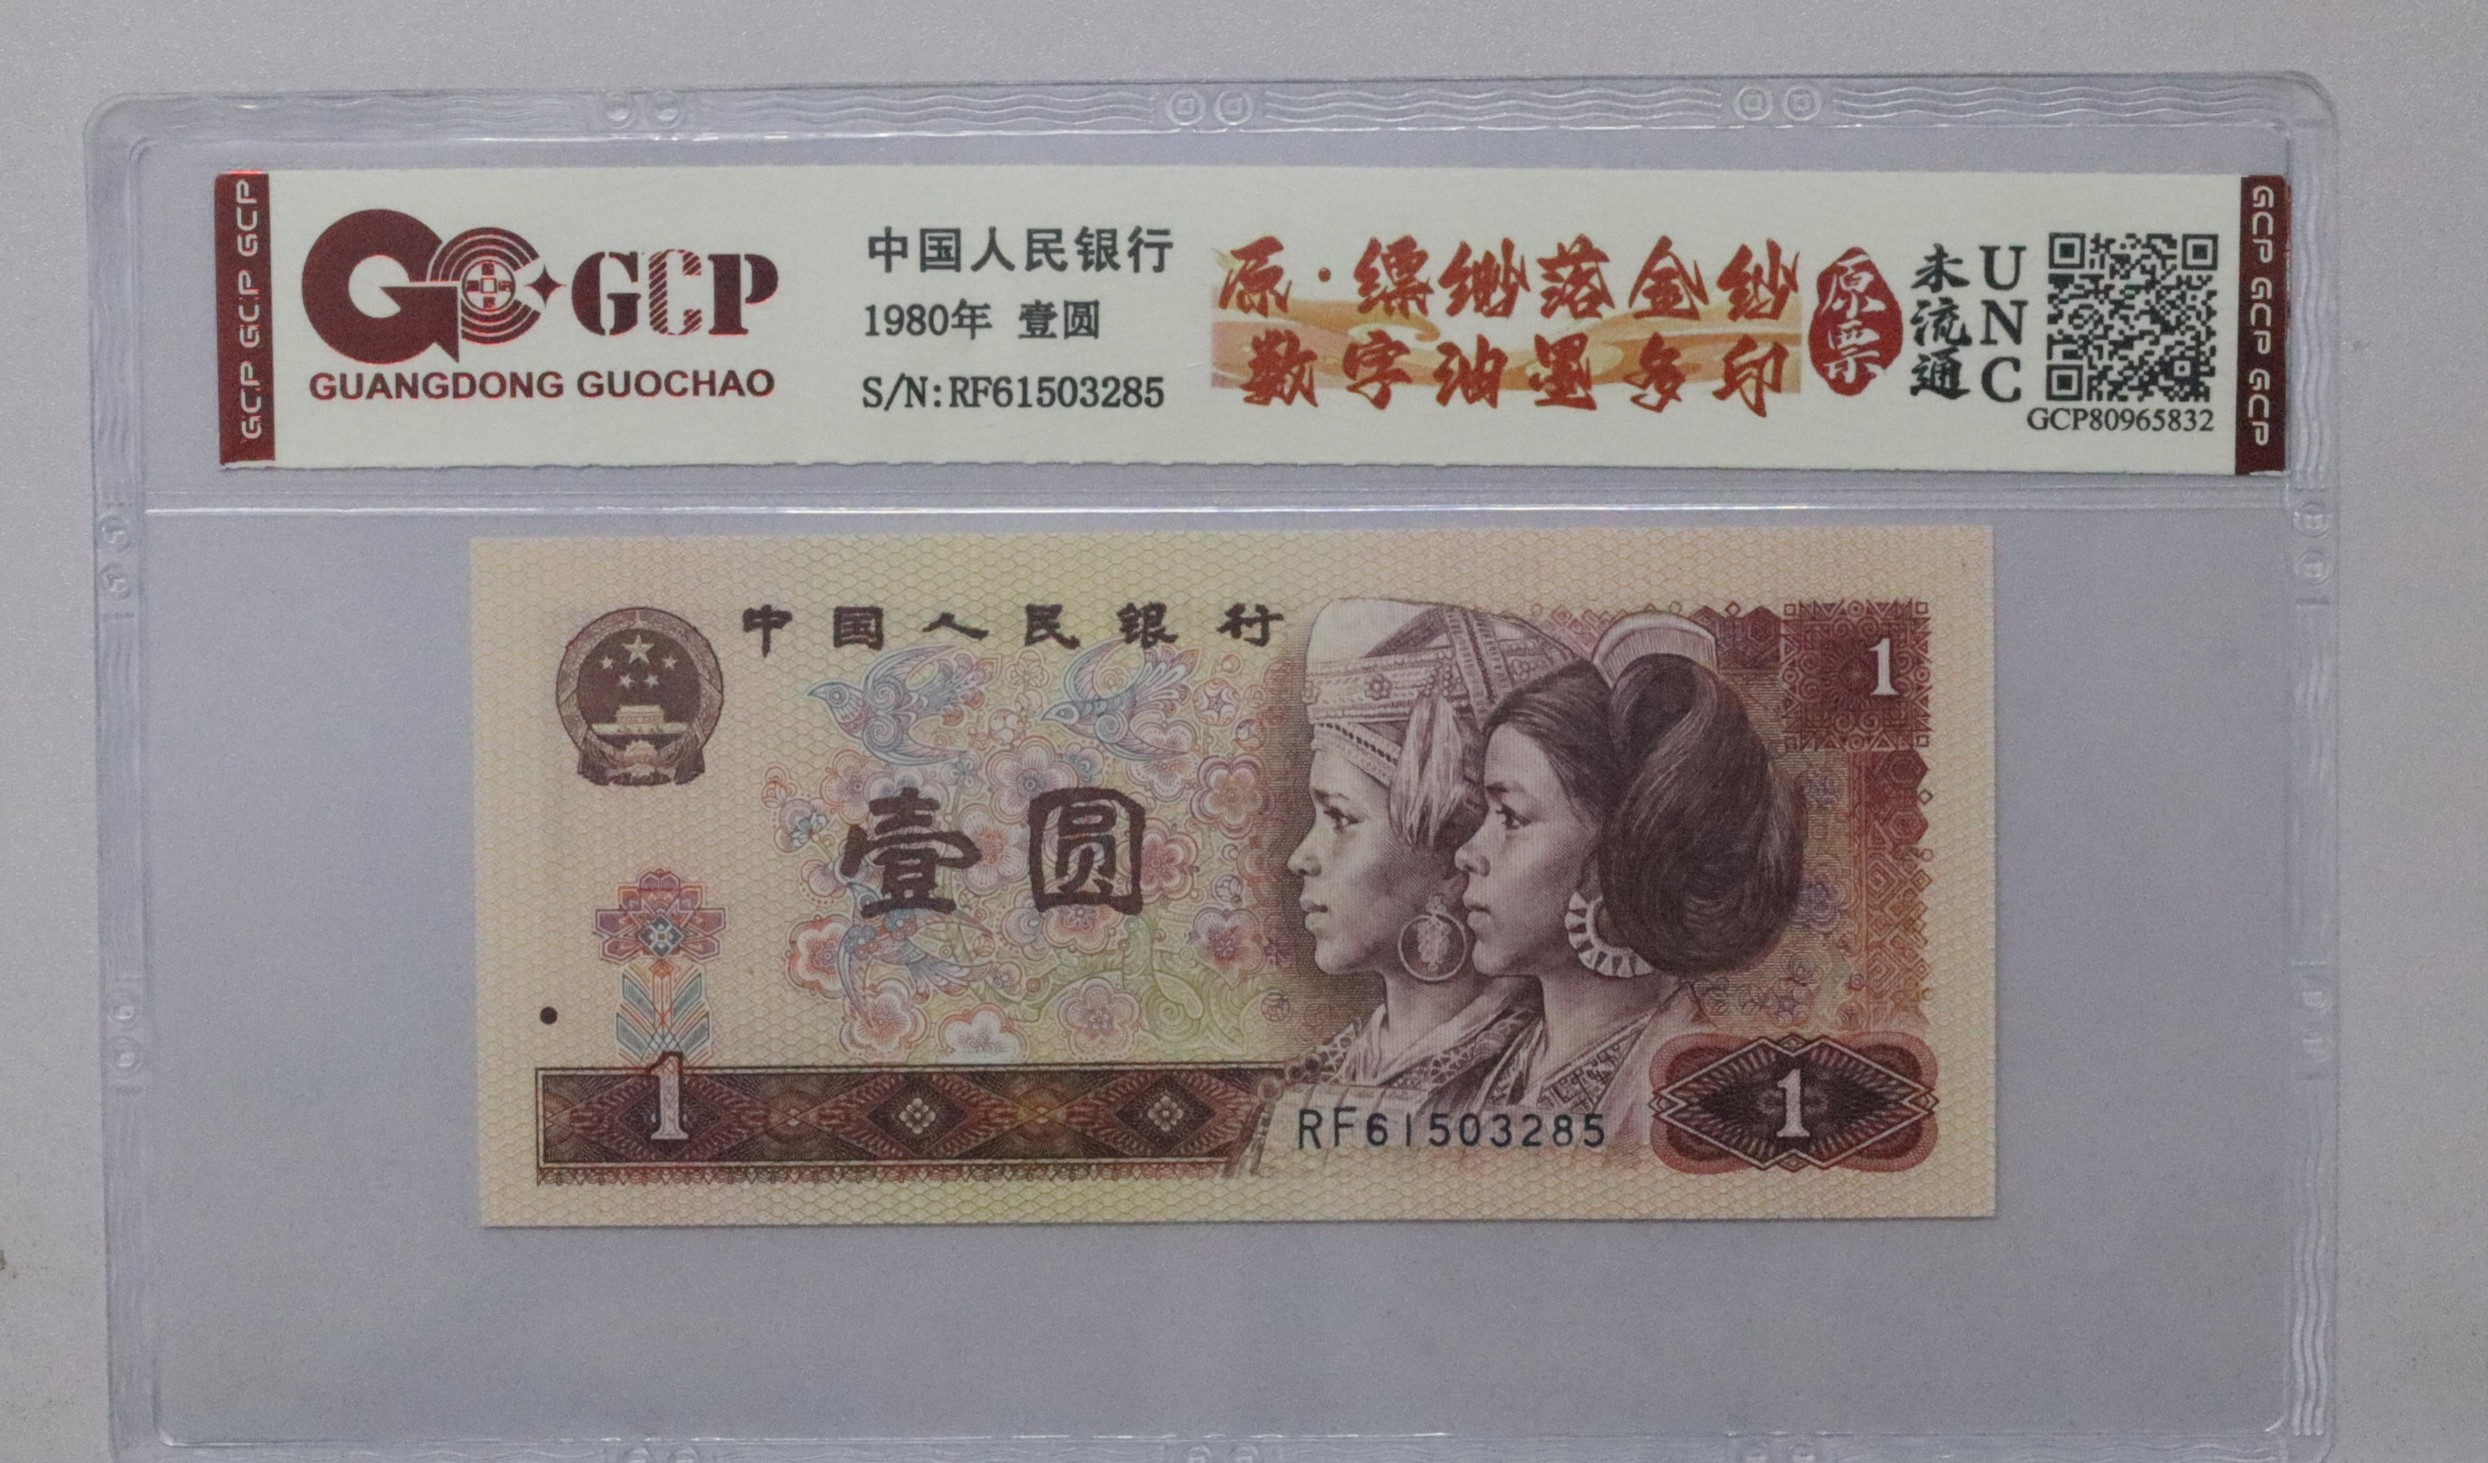 GCP GCP GCP
GCP
GUANGDONG GUOCHAO
中国人民银行
1980年 壹圆
S/N:RF61503285
原·缥缈落金纱
数字油墨多印
原票
未流通
UNC
GCP80965832
GCP GCP GCP
中国人民银行
1
壹圆
1
RF61503285
1